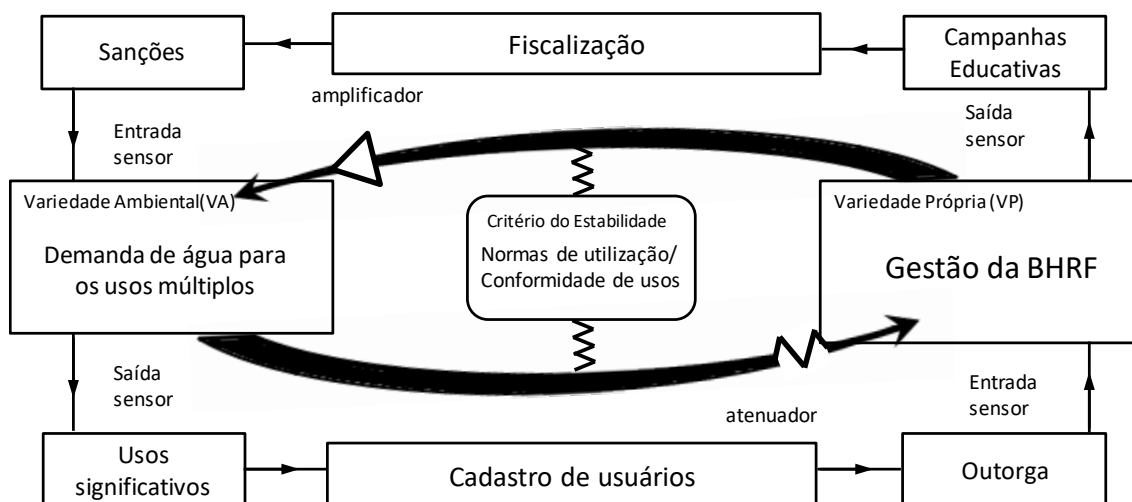 Sanções
Fiscalização
Campanhas
Educativas
amplificador
Entrada
sensor
Saída
sensor
Variedade Ambiental(VA)
Demanda de água para
os usos múltiplos
Critério do Estabilidade
Normas de utilização/
Conformidade de usos
Variedade Própria (VP)
Gestão da BHRF
Saída
sensor
atenuador
Entrada
sensor
Usos
significativos
Cadastro de usuários
Outorga